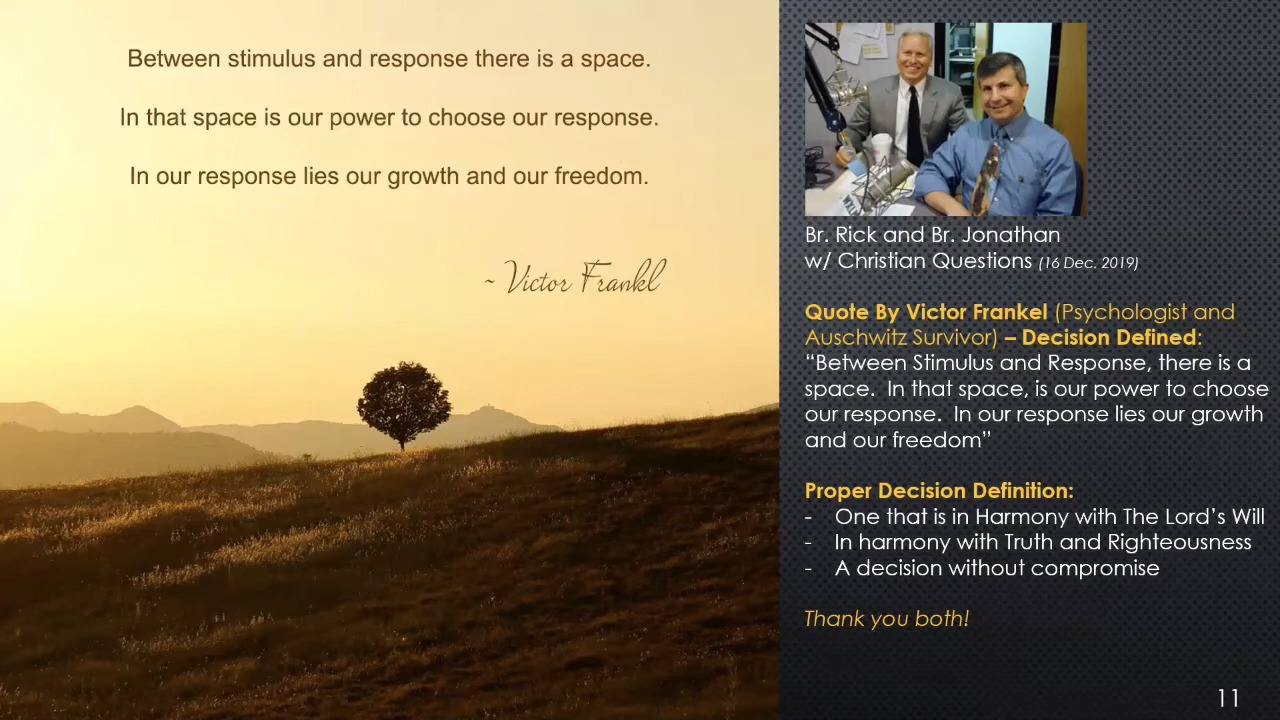 Between stimulus and response there is a space.
In that space is our power to choose our response.
In our response lies our growth and our freedom.
~ Victor Frankl
Br. Rick and Br. Jonathan
w/ Christian Questions (16 Dec. 2019)
Quote By Victor Frankel (Psychologist and
Auschwitz Survivor) – Decision Defined:
“Between Stimulus and Response, there is a
space.  In that space, is our power to choose
our response.  In our response lies our growth
and our freedom”
Proper Decision Definition:
- One that is in Harmony with The Lord’s Will
- In harmony with Truth and Righteousness
- A decision without compromise
Thank you both!
11